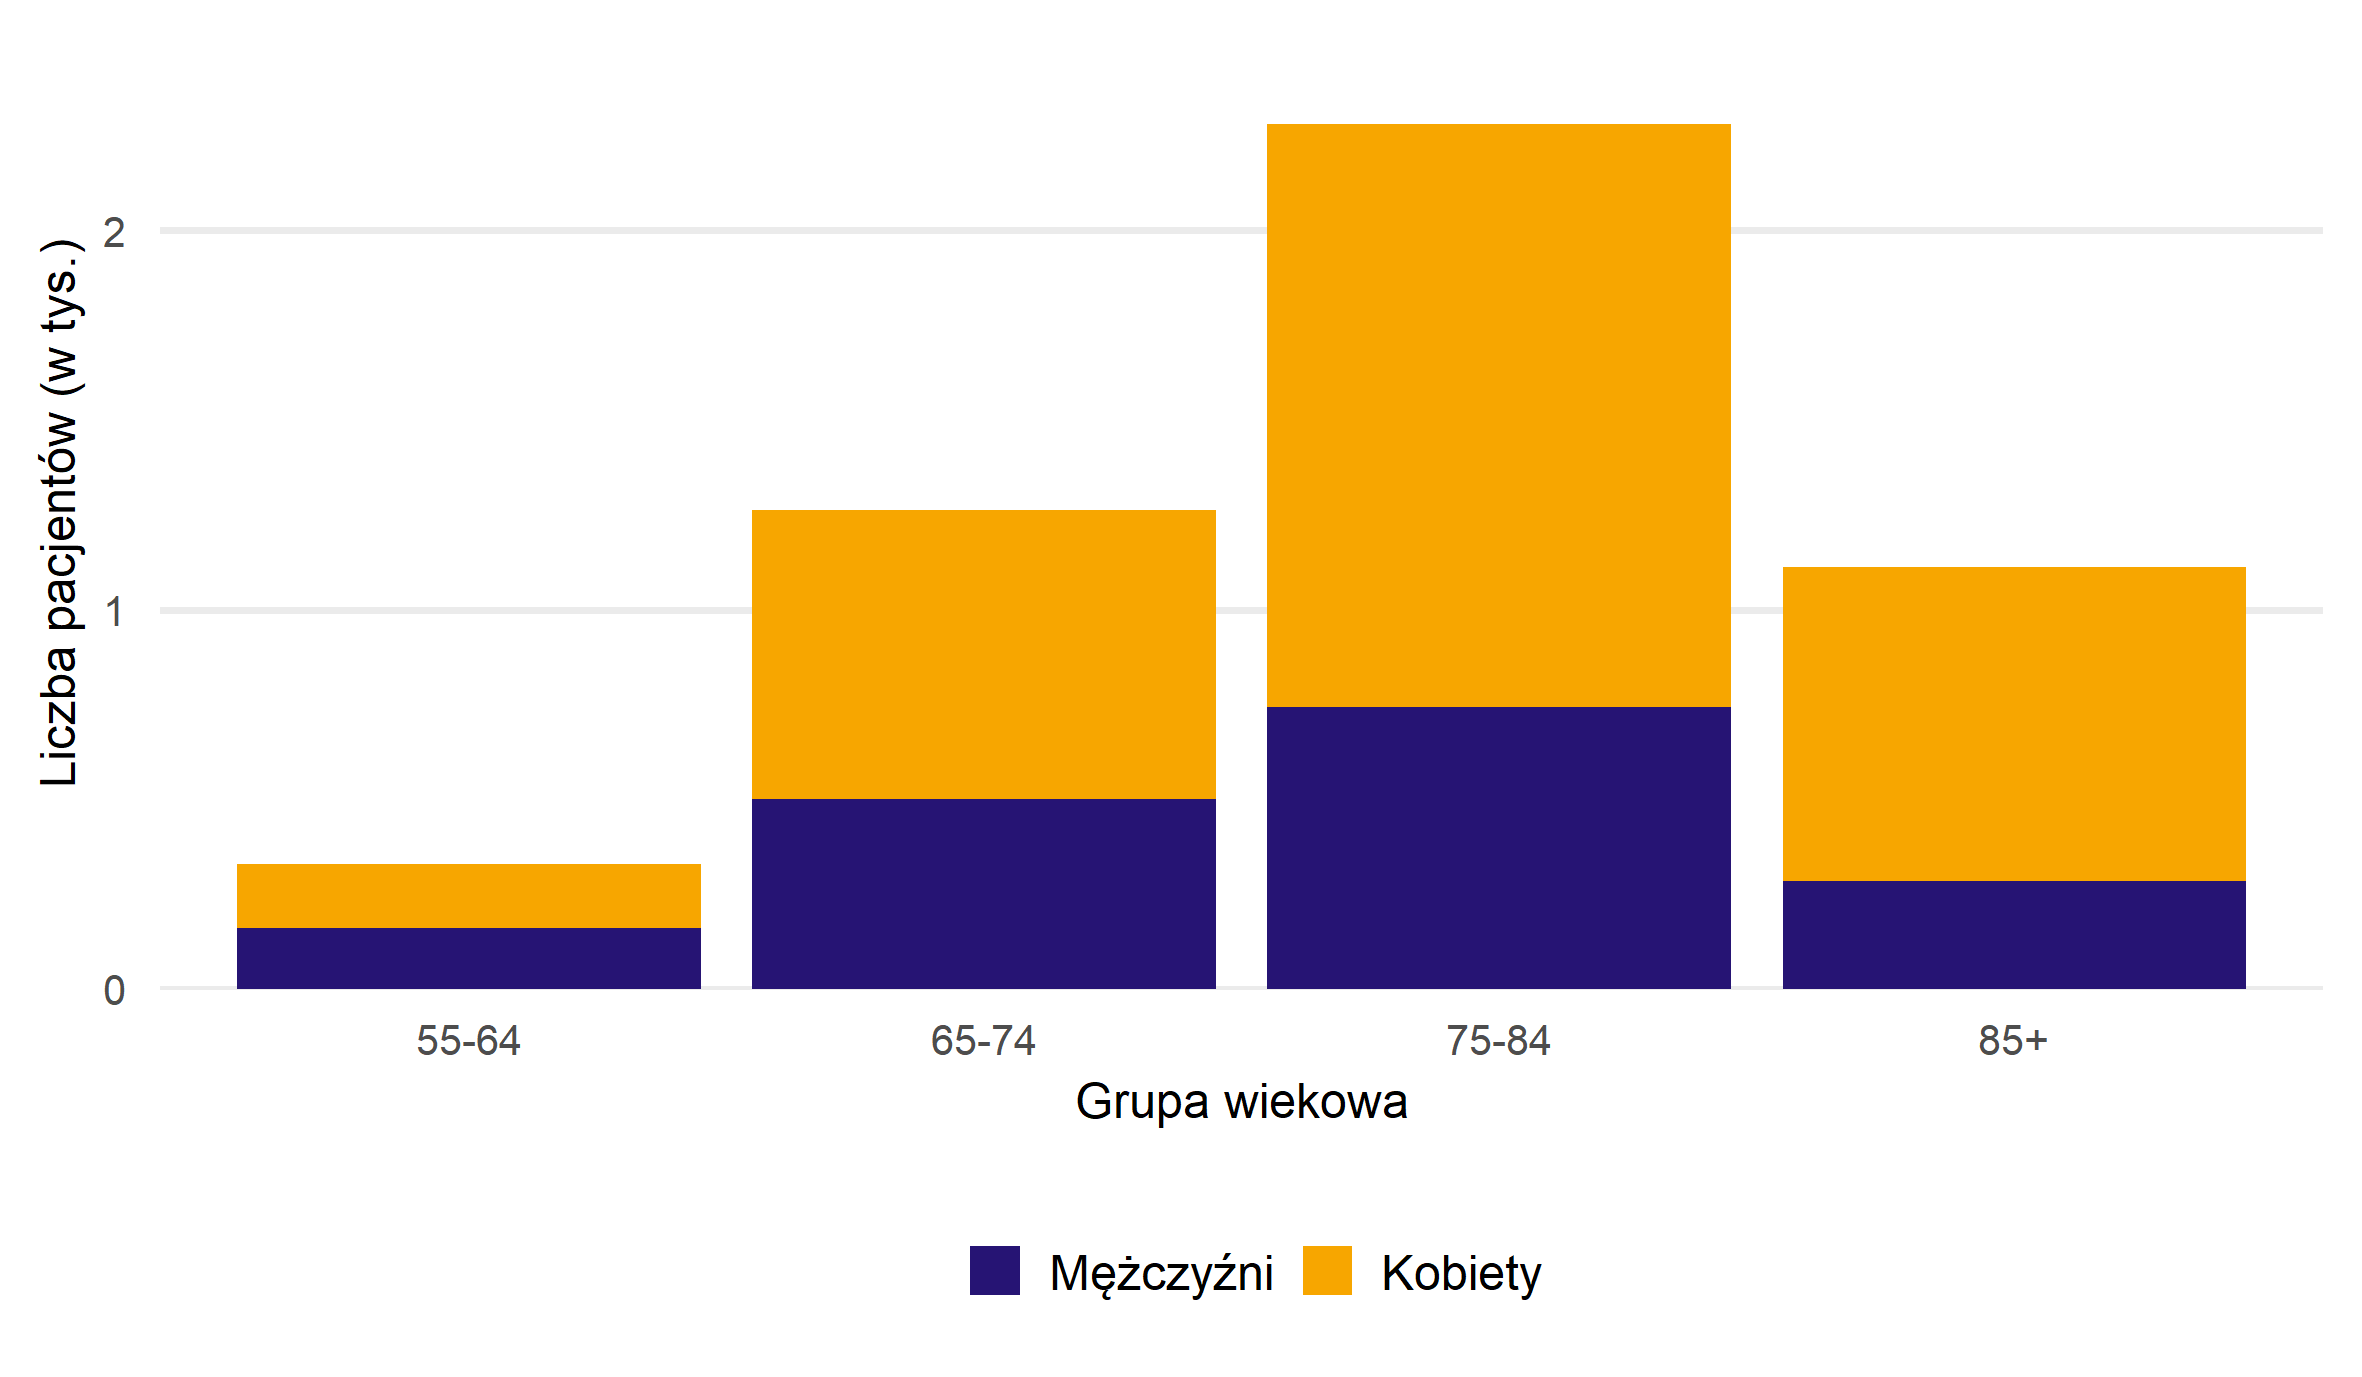 Liczba pacjentów (w tys.)
2
1
0
55-64 65-74 75-84 85+
Grupa wiekowa
Mężczyźni Kobiety